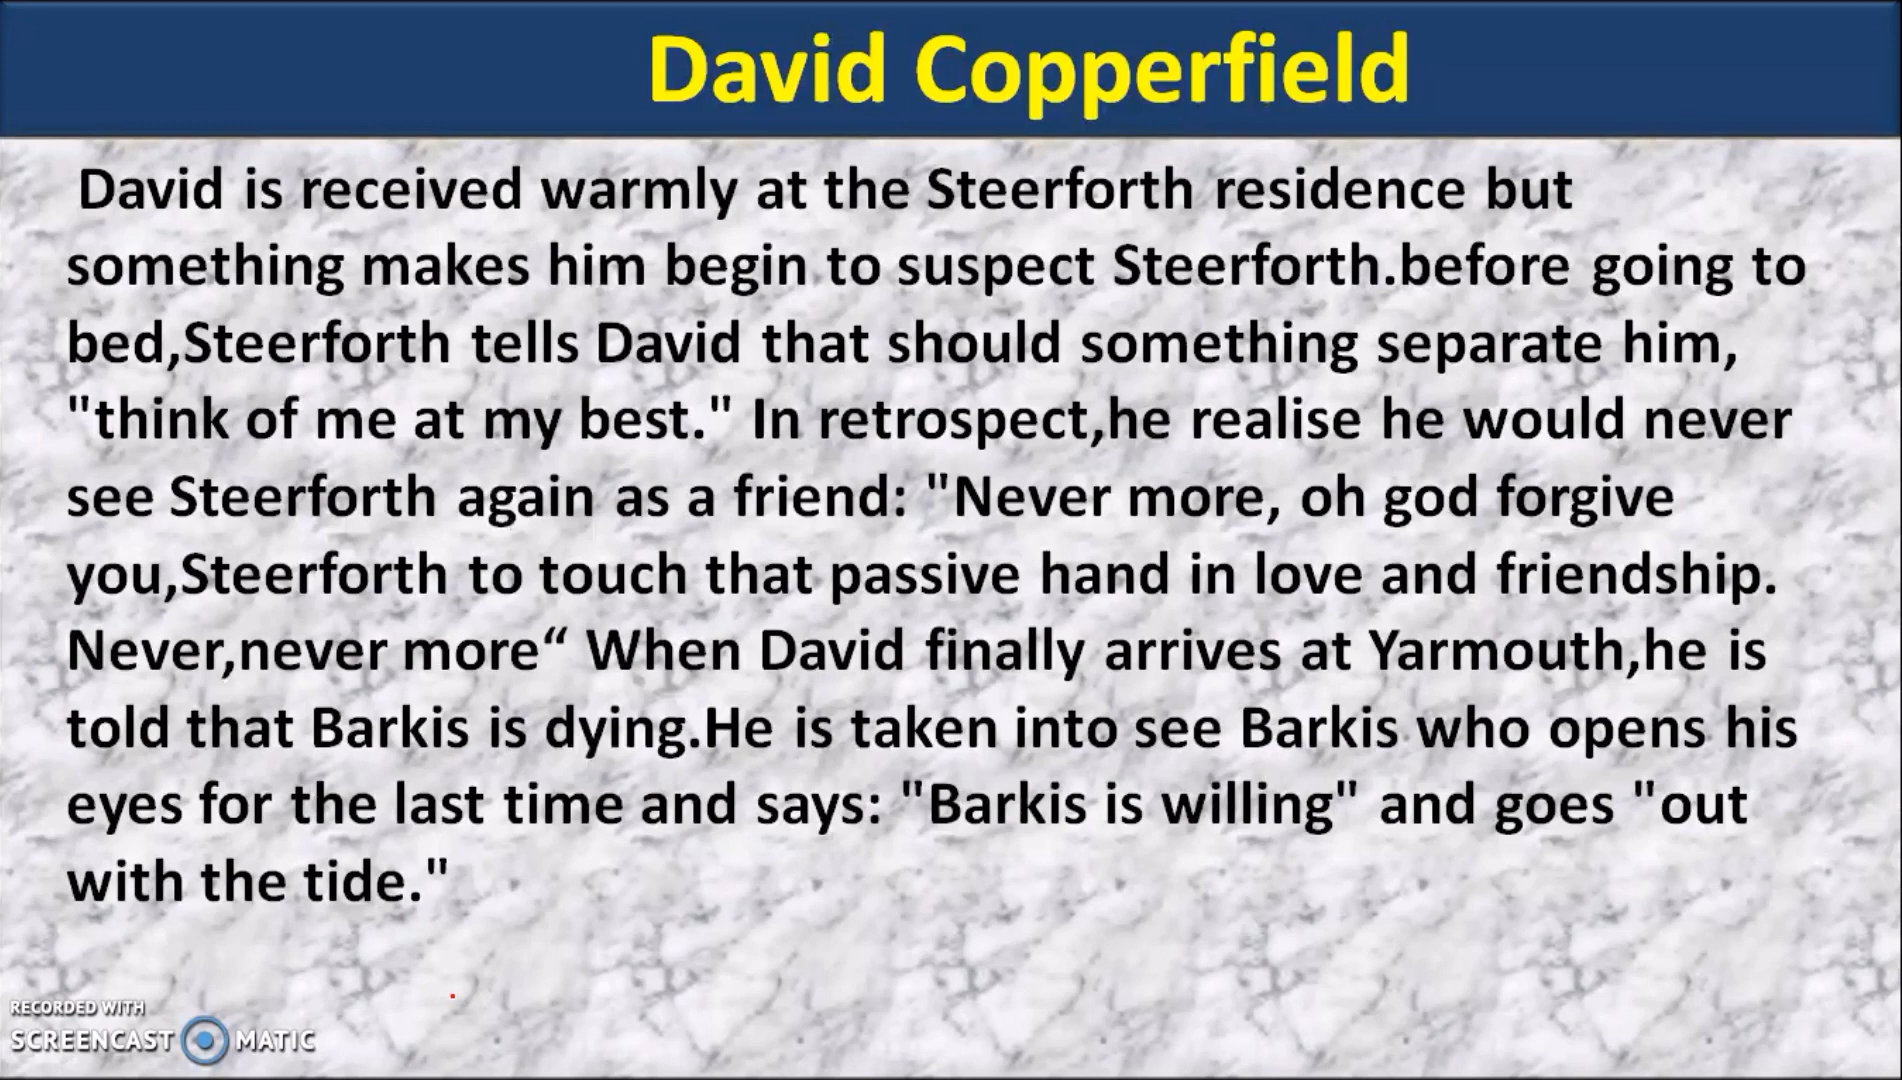 David Copperfield
David is received warmly at the Steerforth residence but
something makes him begin to suspect Steerforth.before going to
bed,Steerforth tells David that should something separate him,
"think of me at my best." In retrospect,he realise he would never
see Steerforth again as a friend: "Never more, oh god forgive
you,Steerforth to touch that passive hand in love and friendship.
Never,never more“ When David finally arrives at Yarmouth,he is
told that Barkis is dying.He is taken into see Barkis who opens his
eyes for the last time and says: "Barkis is willing" and goes "out
with the tide."
RECORDED WITH
SCREENCAST MATIC